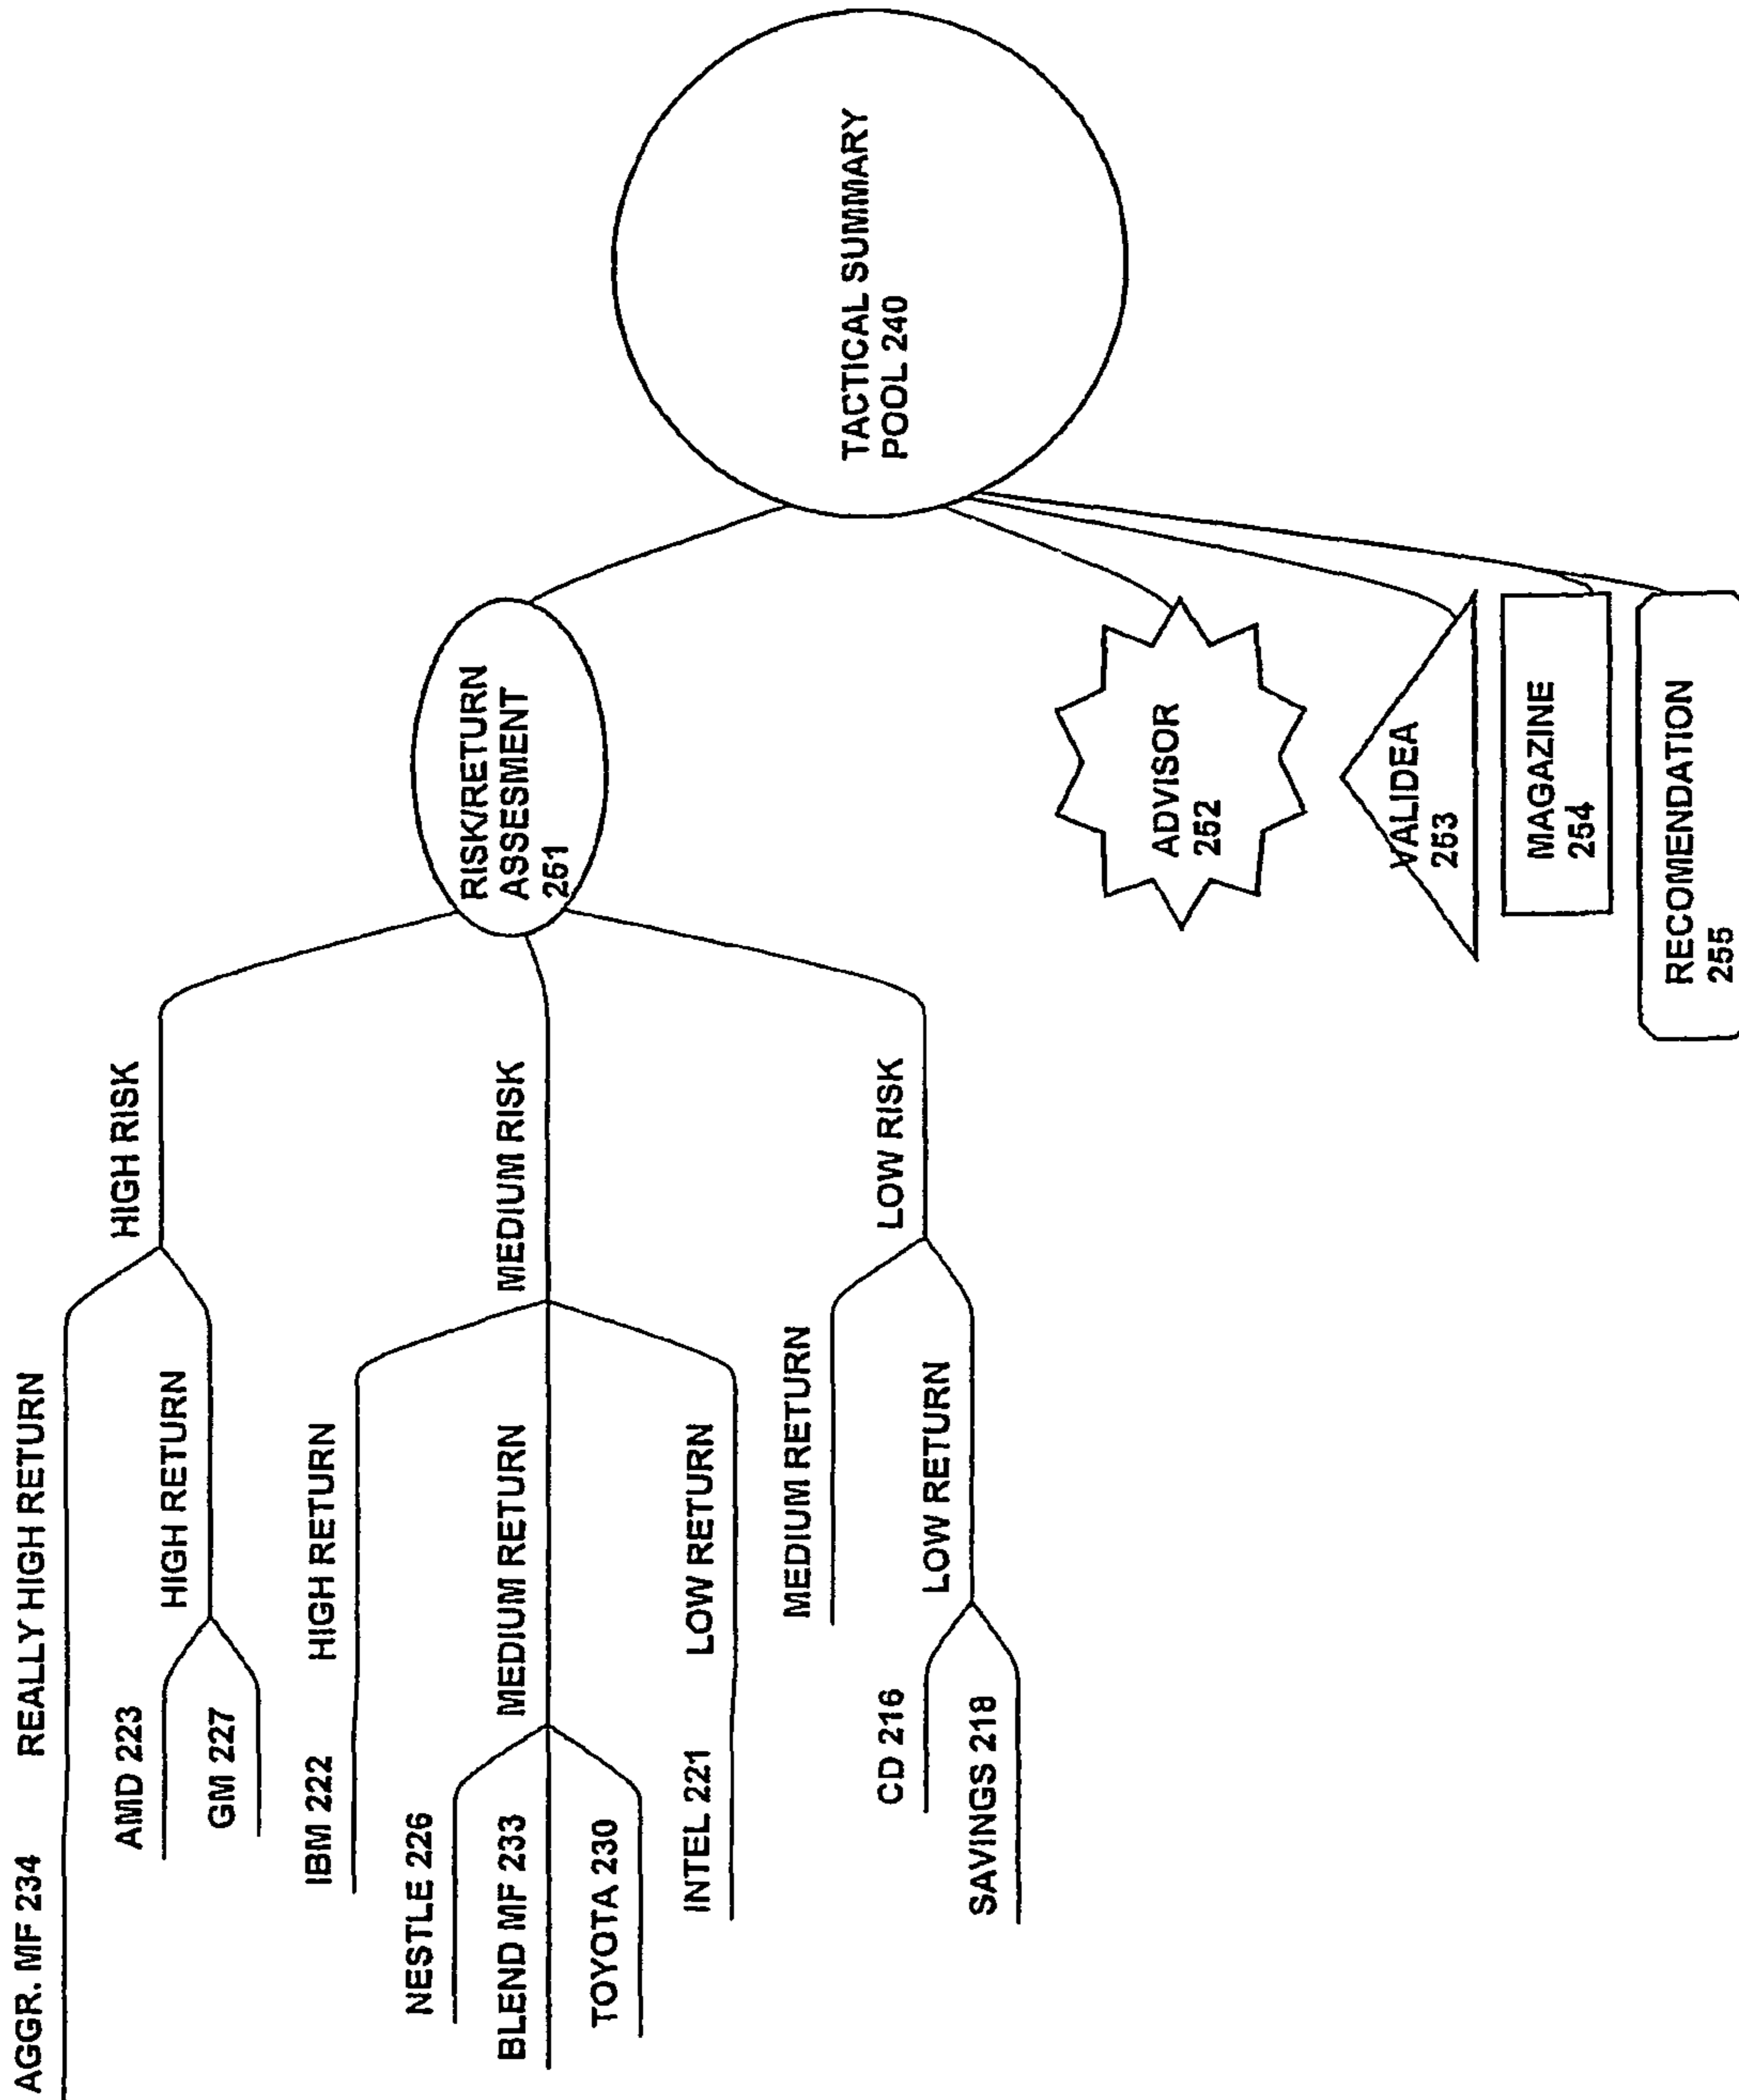 AGGR. MF 234
REALLY HIGH RETURN
HIGH RISK
AMD 223
HIGH RETURN
GM 227
IBM 222
HIGH RETURN
NESTLE 226
BLEND MF 233
MEDIUM RETURN
MEDIUM RISK
TOYOTA 230
INTEL 221
LOW RETURN
MEDIUM RETURN
LOW RISK
CD 216
LOW RETURN
SAVINGS 218
RISK/RETURN
ASSESMENT
251
TACTICAL SUMMARY
POOL 240
ADVISOR
252
VALIDEA
253
MAGAZINE
254
RECOMENDATION
255